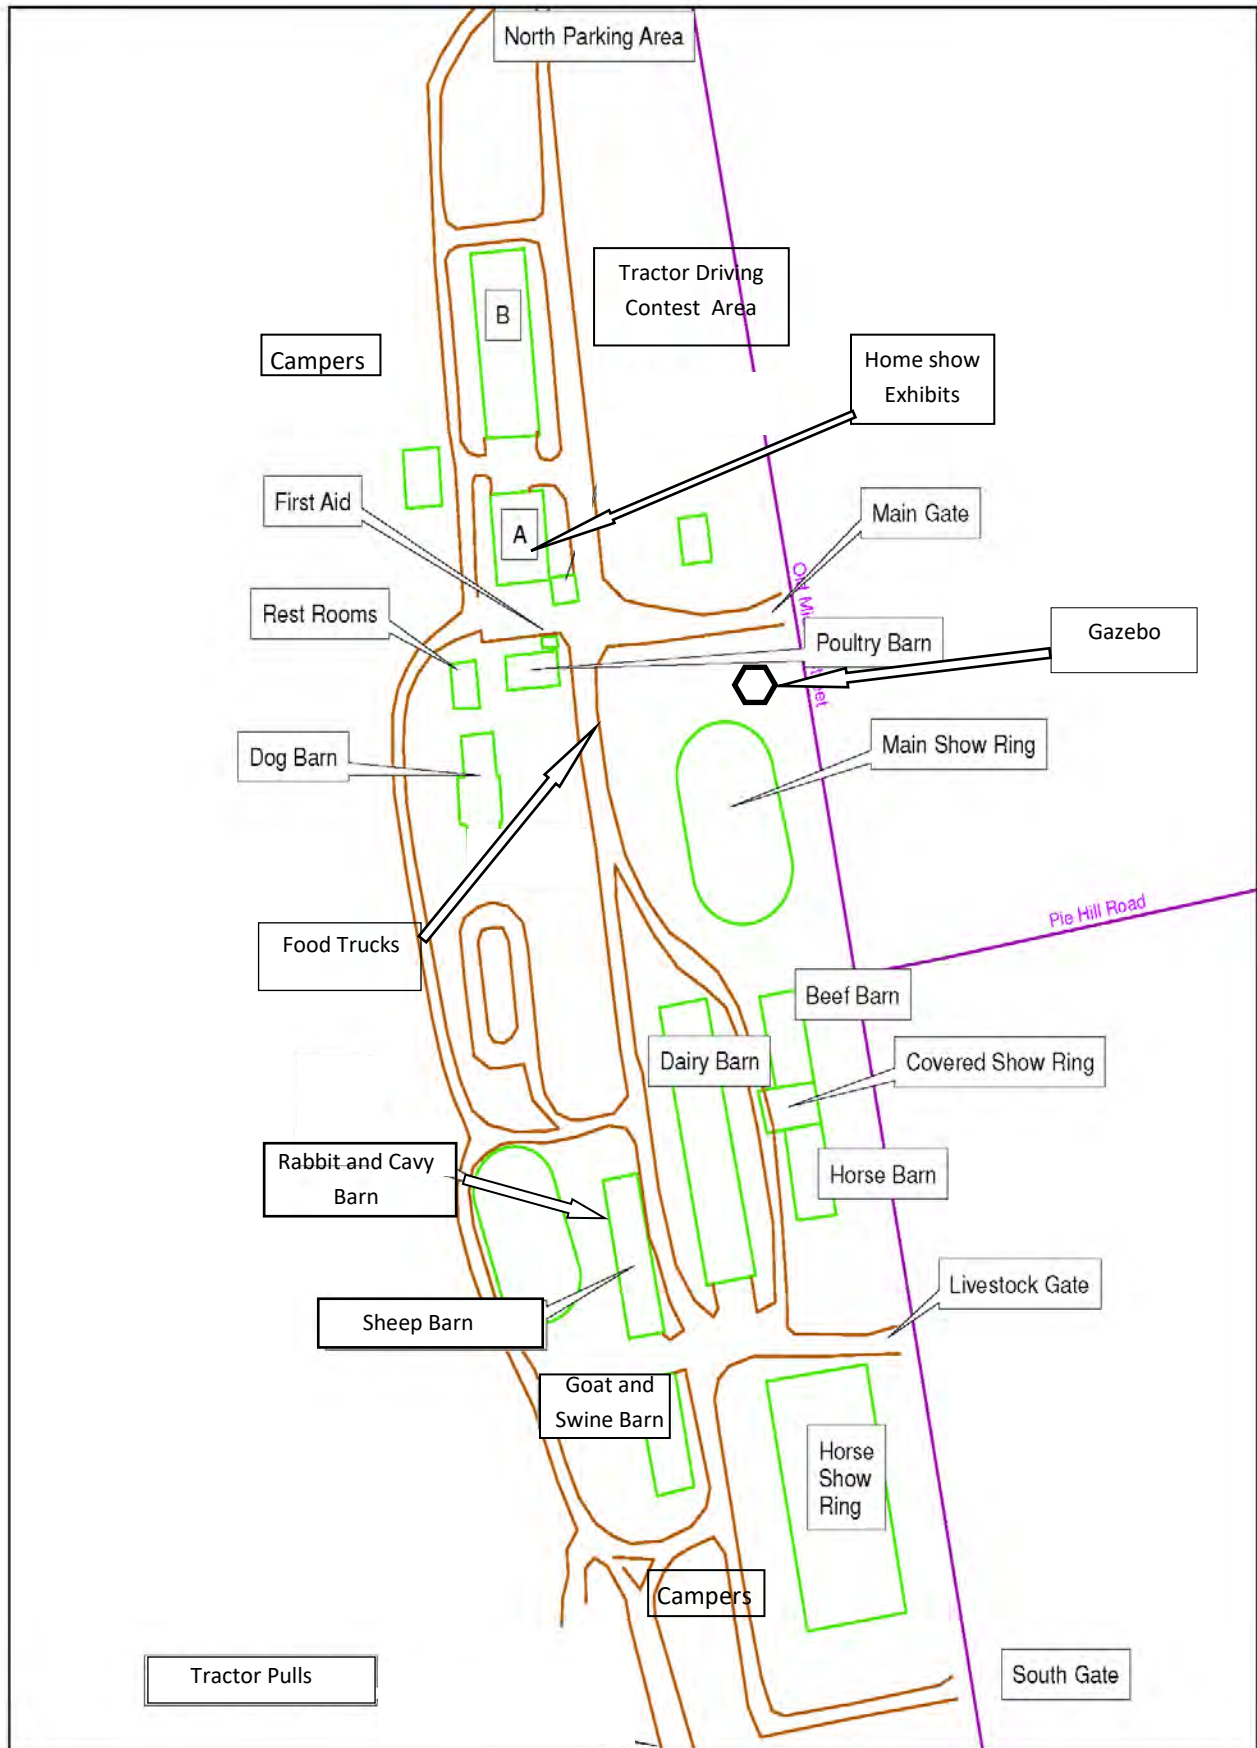 North Parking Area
Tractor Driving
Contest Area
B
Campers
Home show
Exhibits
First Aid
A
Main Gate
Rest Rooms
Old
Poultry Barn
Gazebo
Dog Barn
Main Show Ring
Food Trucks
Pie Hill Road
Beef Barn
Dairy Barn
Covered Show Ring
Rabbit and Cavy
Barn
Horse Barn
Livestock Gate
Sheep Barn
Goat and
Swine Barn
Horse
Show
Ring
Campers
Tractor Pulls
South Gate